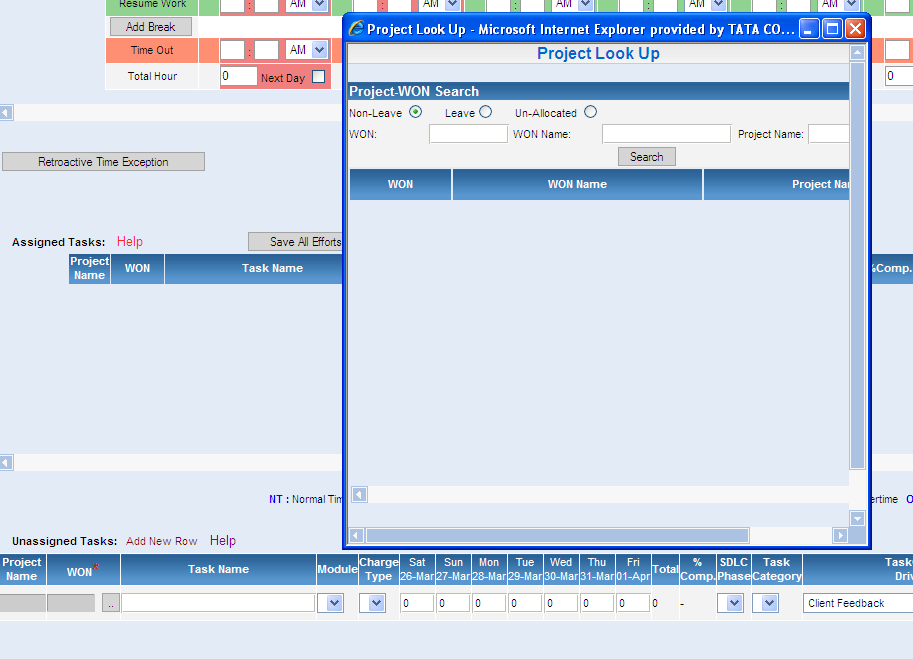 Resume Work : AM : AM : AM : AM : AM
Add Break
Time Out : AM
Total Hour 0 Next Day 0
Retroactive Time Exception
Assigned Tasks: Help Save All Efforts
Project Name WON Task Name %Comp.
Project Look Up - Microsoft Internet Explorer provided by TATA CO...
Project Look Up
Project-WON Search
Non-Leave Leave Un-Allocated
WON: WON Name: Project Name:
Search
WON WON Name Project
NT : Normal
Unassigned Tasks: Add New Row Help
Project Name WON* Task Name Module Charge Type Sat 26-Mar Sun 27-Mar Mon 28-Mar Tue 29-Mar Wed 30-Mar Thu 31-Mar Fri 01-Apr Total % Comp. SDLC Phase Task Category Task
.. 0 0 0 0 0 0 0 0 - Client Feedback